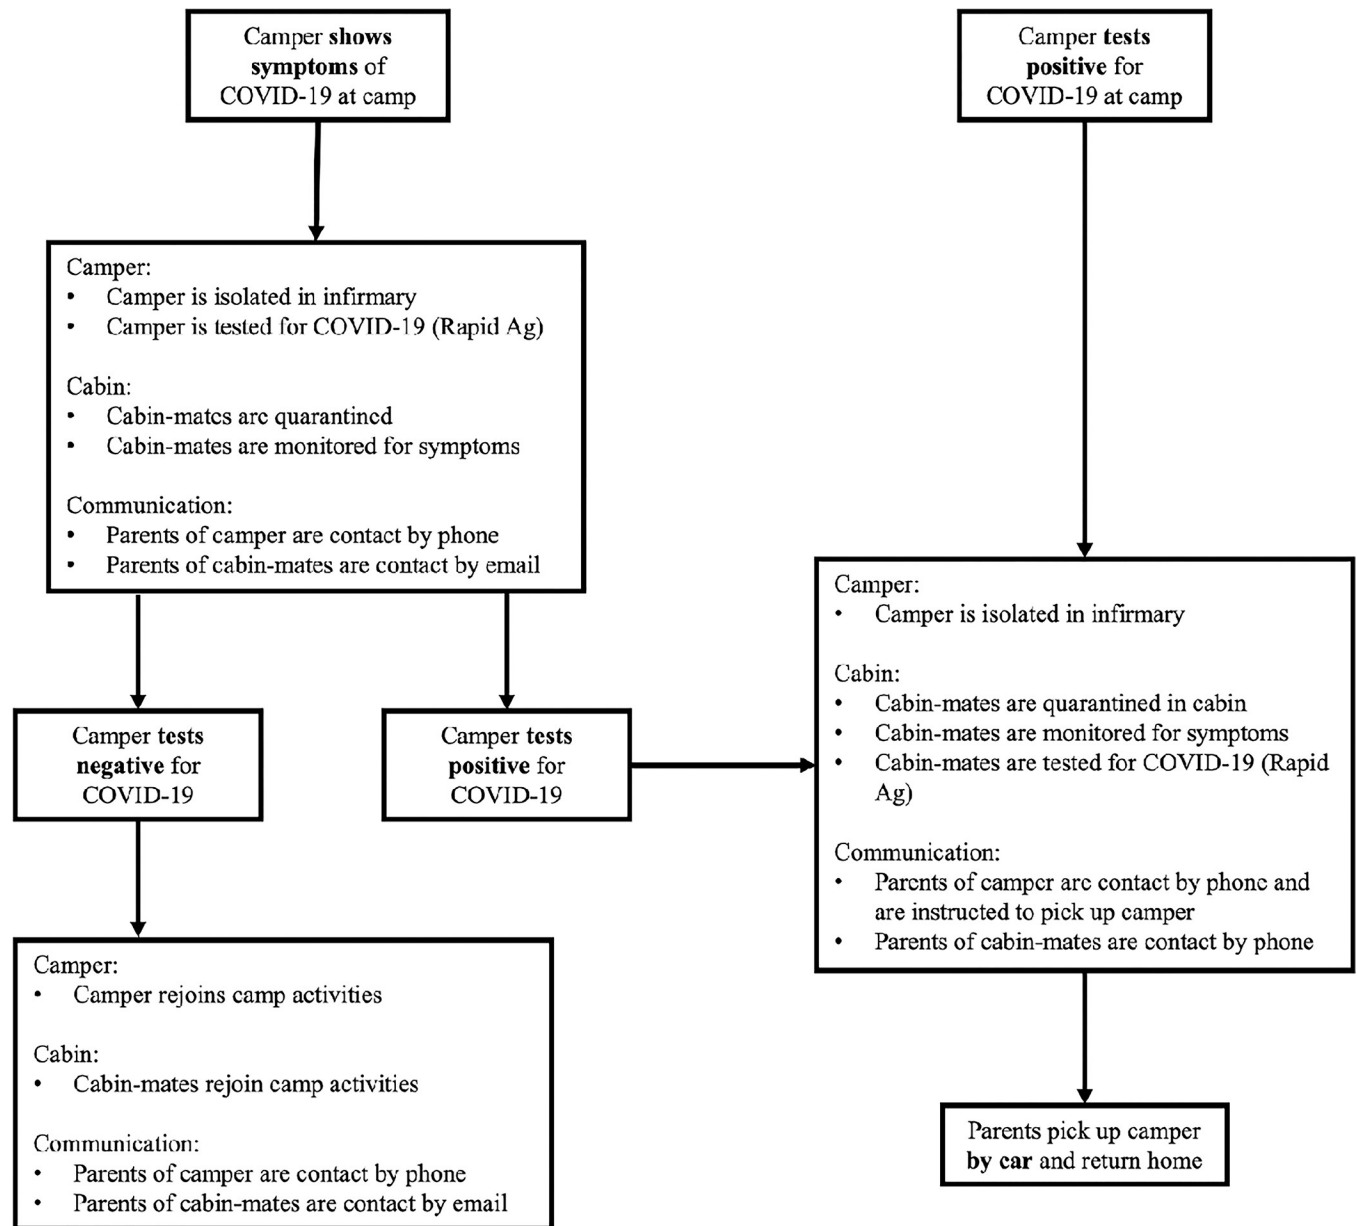 Camper shows
symptoms of
COVID-19 at camp
Camper tests
positive for
COVID-19 at camp
Camper:
• Camper is isolated in infirmary
• Camper is tested for COVID-19 (Rapid Ag)
Cabin:
• Cabin-mates are quarantined
• Cabin-mates are monitored for symptoms
Communication:
• Parents of camper are contact by phone
• Parents of cabin-mates are contact by email
Camper tests
negative for
COVID-19
Camper tests
positive for
COVID-19
Camper:
• Camper is isolated in infirmary
Cabin:
• Cabin-mates are quarantined in cabin
• Cabin-mates are monitored for symptoms
• Cabin-mates are tested for COVID-19 (Rapid
Ag)
Communication:
• Parents of camper are contact by phone and
are instructed to pick up camper
• Parents of cabin-mates are contact by phone
Camper:
• Camper rejoins camp activities
Cabin:
• Cabin-mates rejoin camp activities
Communication:
• Parents of camper are contact by phone
• Parents of cabin-mates are contact by email
Parents pick up camper
by car and return home